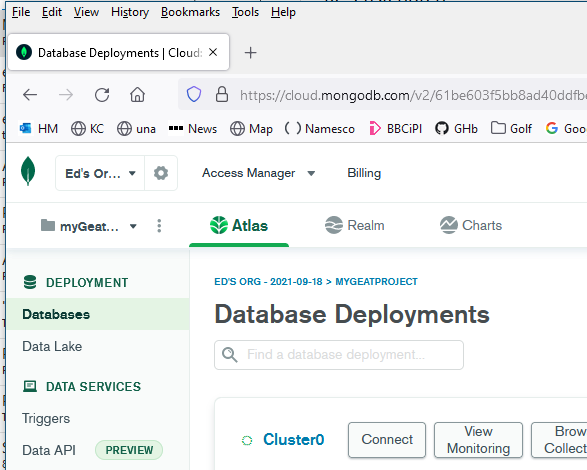 File Edit View History Bookmarks Tools Help
Database Deployments | Cloud:
https://cloud.mongodb.com/v2/61be603f5bb8ad40ddfbe
HM KC una News Map Namesco BBCiPl GHb Golf Goo
Ed's Or... Access Manager Billing
myGeat... Atlas Realm Charts
DEPLOYMENT
ED'S ORG - 2021-09-18 > MYGEATPROJECT
Databases
Database Deployments
Data Lake
Find a database deployment...
DATA SERVICES
Triggers
Cluster0 Connect View Monitoring Brow Collect
Data API PREVIEW